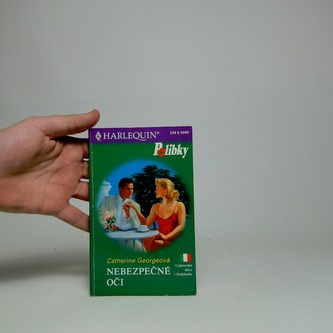 HARLEQUIN®
Polibky
Catherine Georgeová
NEBEZPEČNÉ
OČI